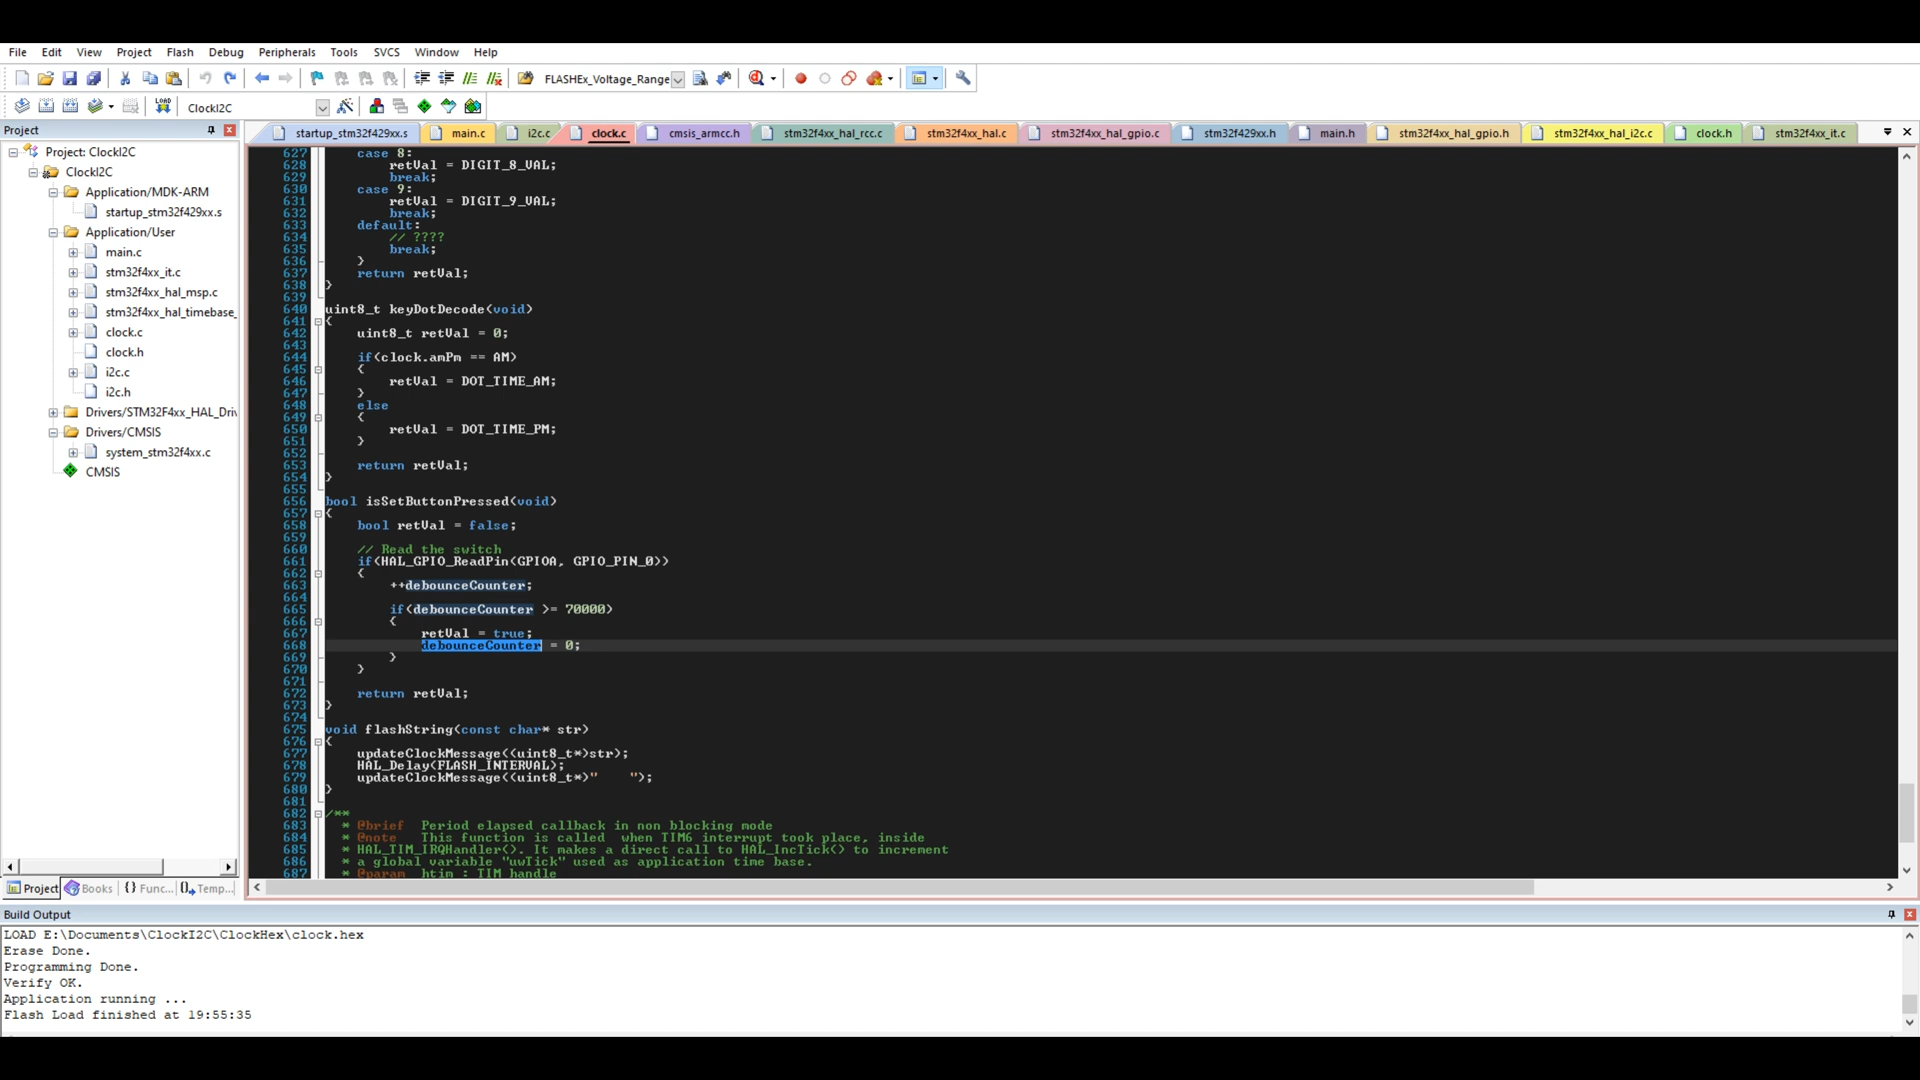 File Edit View Project Flash Debug Peripherals Tools SVCS Window Help
FLASHEx_Voltage_Range
LOAD
ClockI2C
Project
startup_stm32f429xx.s main.c i2c.c clock.c cmsis_armcc.h stm32f4xx_hal_rcc.c stm32f4xx_hal.c stm32f4xx_hal_gpio.c stm32f429xx.h main.h stm32f4xx_hal_gpio.h stm32f4xx_hal_i2c.c clock.h stm32f4xx_it.c
Project: ClockI2C
ClockI2C
Application/MDK-ARM
startup_stm32f429xx.s
Application/User
main.c
stm32f4xx_it.c
stm32f4xx_hal_msp.c
stm32f4xx_hal_timebase_
clock.c
clock.h
i2c.c
i2c.h
Drivers/STM32F4xx_HAL_Driv
Drivers/CMSIS
system_stm32f4xx.c
CMSIS
Project Books {} Func... Temp...
627 case 8:
628 retVal = DIGIT_8_VAL;
629 break;
630 case 9:
631 retVal = DIGIT_9_VAL;
632 break;
633 default:
634 // ????
635 break;
636 }
637 return retVal;
638 }
639
640 uint8_t keyDotDecode(void)
641 {
642 uint8_t retVal = 0;
643
644 if(clock.amPm == AM)
645 {
646 retVal = DOT_TIME_AM;
647 }
648 else
649 {
650 retVal = DOT_TIME_PM;
651 }
652
653 return retVal;
654 }
655
656 bool isSetButtonPressed(void)
657 {
658 bool retVal = false;
659
660 // Read the switch
661 if(HAL_GPIO_ReadPin(GPIOA, GPIO_PIN_0))
662 {
663 ++debounceCounter;
664
665 if(debounceCounter >= 70000)
666 {
667 retVal = true;
668 debounceCounter = 0;
669 }
670 }
671
672 return retVal;
673 }
674
675 void flashString(const char* str)
676 {
677 updateClockMessage((uint8_t*)str);
678 HAL_Delay(FLASH_INTERVAL);
679 updateClockMessage((uint8_t*)"    ");
680 }
681
682 /**
683 * @brief Period elapsed callback in non blocking mode
684 * @note This function is called when TIM6 interrupt took place, inside
685 * HAL_TIM_IRQHandler(). It makes a direct call to HAL_IncTick() to increment
686 * a global variable "uwTick" used as application time base.
687 * @param htim : TIM handle
Build Output
LOAD E:\Documents\ClockI2C\ClockHex\clock.hex
Erase Done.
Programming Done.
Verify OK.
Application running ...
Flash Load finished at 19:55:35